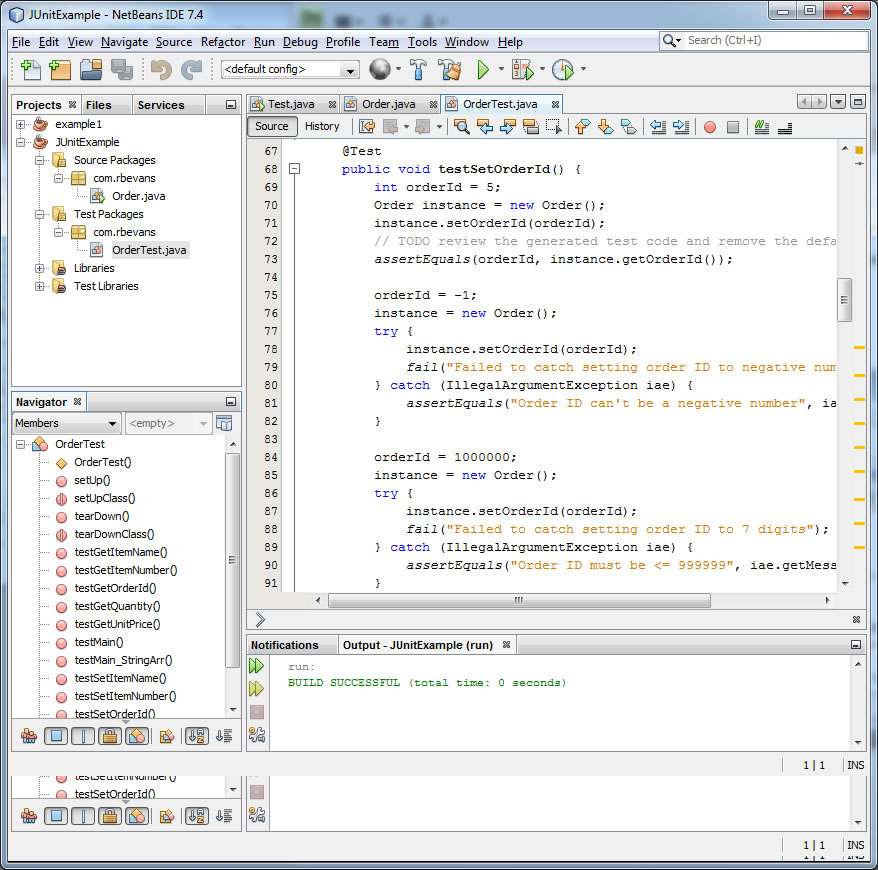 JUnitExample - NetBeans IDE 7.4
File Edit View Navigate Source Refactor Run Debug Profile Team Tools Window Help
Search (Ctrl+I)
<default config>
Projects Files Services
example1
JUnitExample
Source Packages
com.rbevans
Order.java
Test Packages
com.rbevans
OrderTest.java
Libraries
Test Libraries
Navigator
Members <empty>
OrderTest
OrderTest()
setUp()
setUpClass()
tearDown()
tearDownClass()
testGetItemName()
testGetItemNumber()
testGetOrderId()
testGetQuantity()
testGetUnitPrice()
testMain()
testMain_StringArr()
testSetItemName()
testSetItemNumber()
testSetOrderId()
testSetItemNumber()
testSetOrderId()
Test.java Order.java OrderTest.java
Source History
67 @Test
68 public void testSetOrderId() {
69 int orderId = 5;
70 Order instance = new Order();
71 instance.setOrderId(orderId);
72 // TODO review the generated test code and remove the defa
73 assertEquals(orderId, instance.getOrderId());
74
75 orderId = -1;
76 instance = new Order();
77 try {
78 instance.setOrderId(orderId);
79 fail("Failed to catch setting order ID to negative num
80 } catch (IllegalArgumentException iae) {
81 assertEquals("Order ID can't be a negative number", ia
82 }
83
84 orderId = 1000000;
85 instance = new Order();
86 try {
87 instance.setOrderId(orderId);
88 fail("Failed to catch setting order ID to 7 digits");
89 } catch (IllegalArgumentException iae) {
90 assertEquals("Order ID must be <= 999999", iae.getMess
91 }
Notifications Output - JUnitExample (run)
run:
BUILD SUCCESSFUL (total time: 0 seconds)
1 | 1 INS
1 | 1 INS